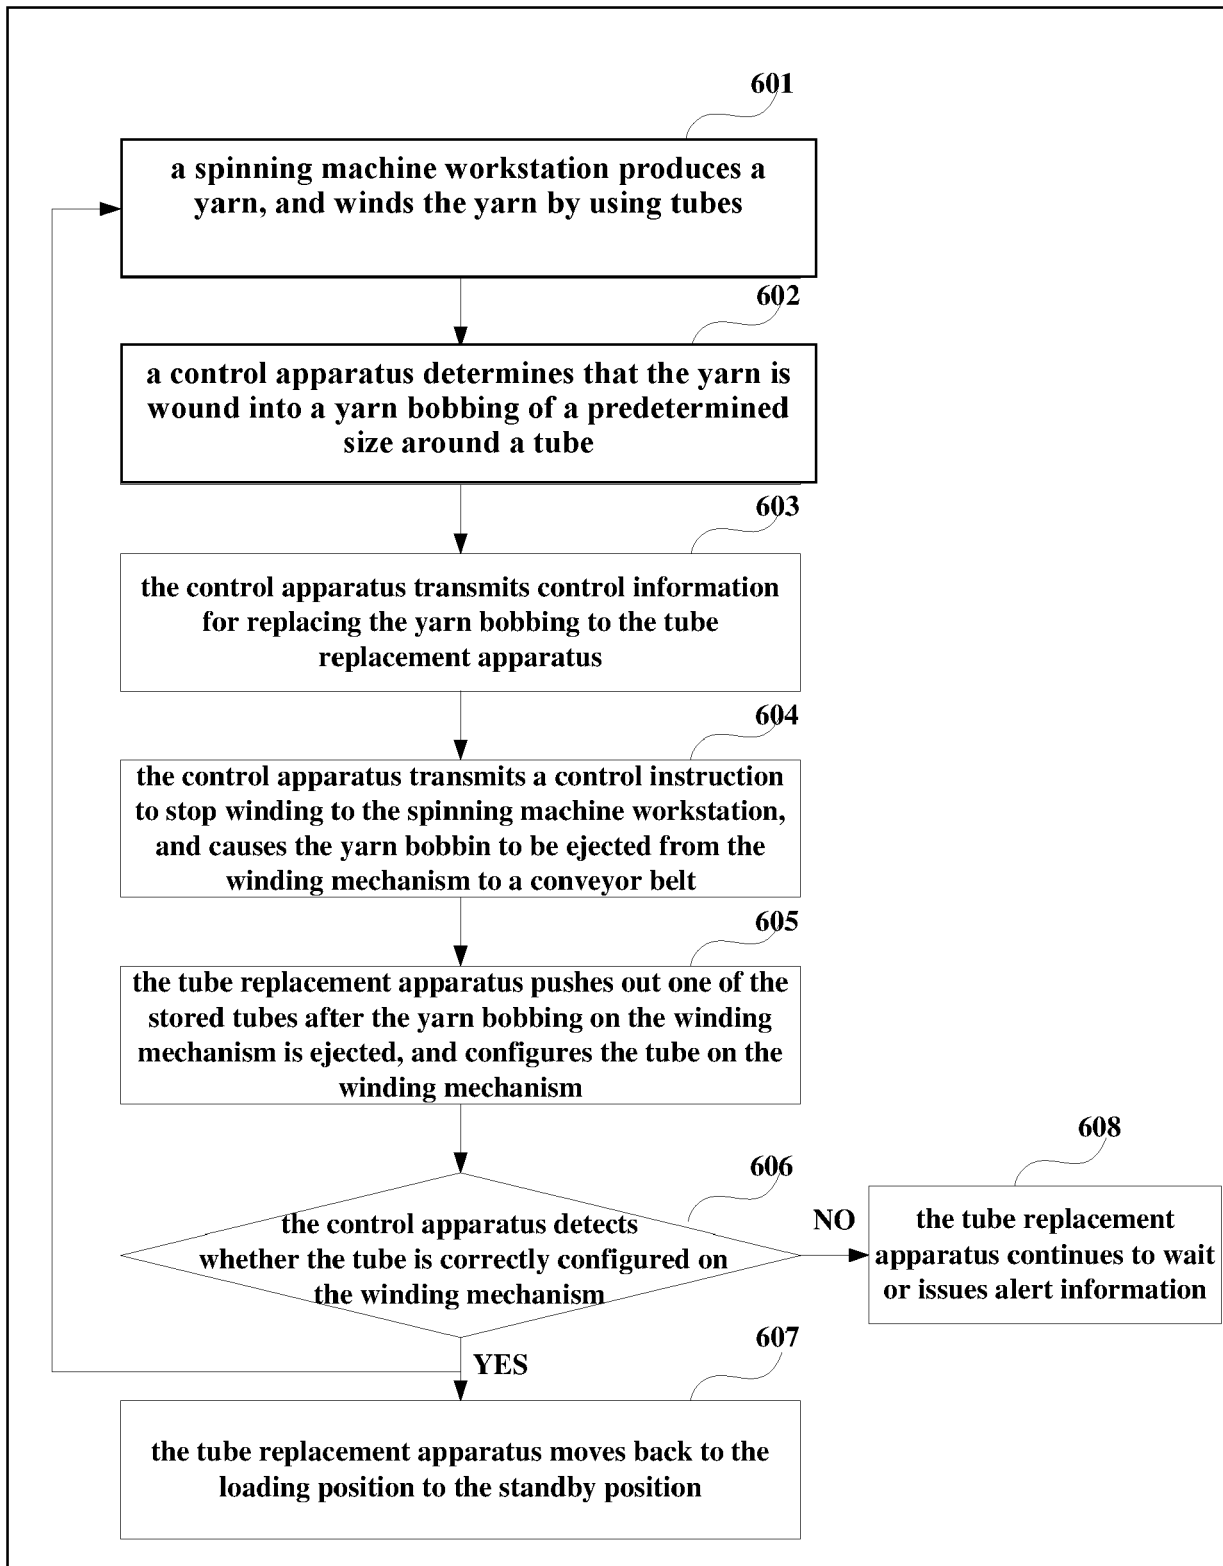 601
a spinning machine workstation produces a
yarn, and winds the yarn by using tubes
602
a control apparatus determines that the yarn is
wound into a yarn bobbing of a predetermined
size around a tube
603
the control apparatus transmits control information
for replacing the yarn bobbing to the tube
replacement apparatus
604
the control apparatus transmits a control instruction
to stop winding to the spinning machine workstation,
and causes the yarn bobbin to be ejected from the
winding mechanism to a conveyor belt
605
the tube replacement apparatus pushes out one of the
stored tubes after the yarn bobbing on the winding
mechanism is ejected, and configures the tube on the
winding mechanism
606
the control apparatus detects
whether the tube is correctly configured on
the winding mechanism
NO
608
the tube replacement
apparatus continues to wait
or issues alert information
YES
607
the tube replacement apparatus moves back to the
loading position to the standby position